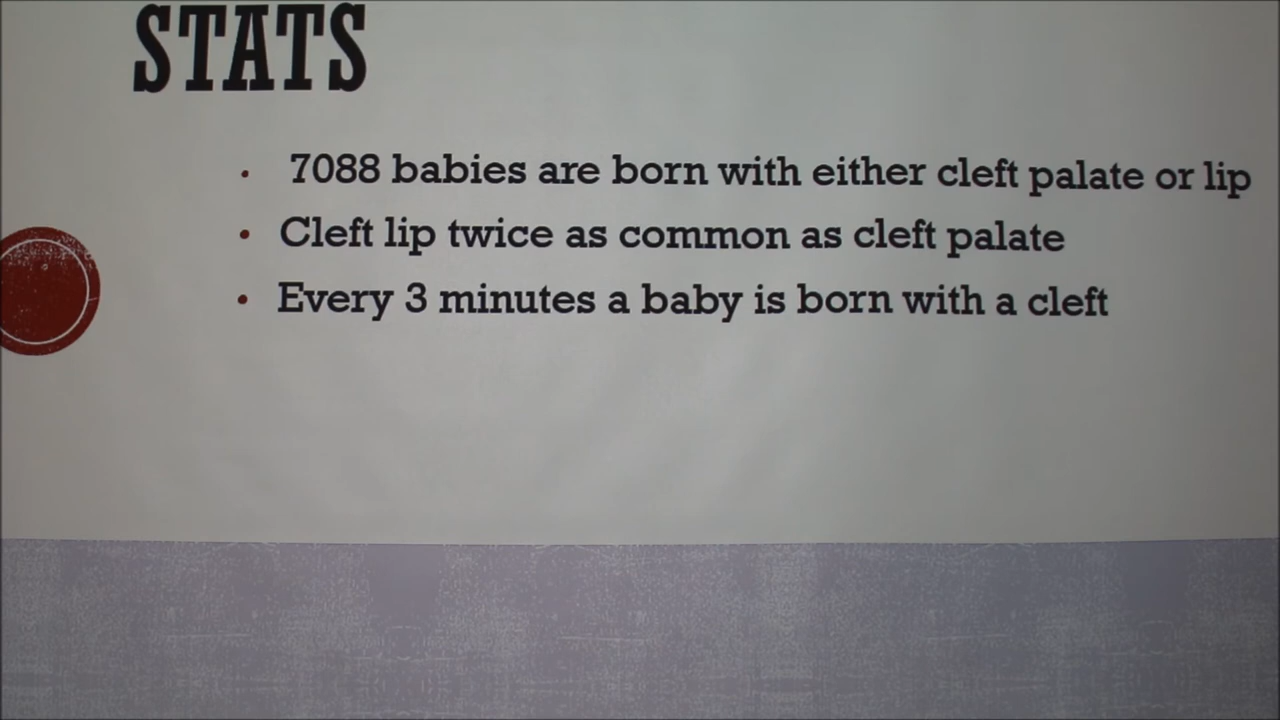 STATS
7088 babies are born with either cleft palate or lip
Cleft lip twice as common as cleft palate
Every 3 minutes a baby is born with a cleft